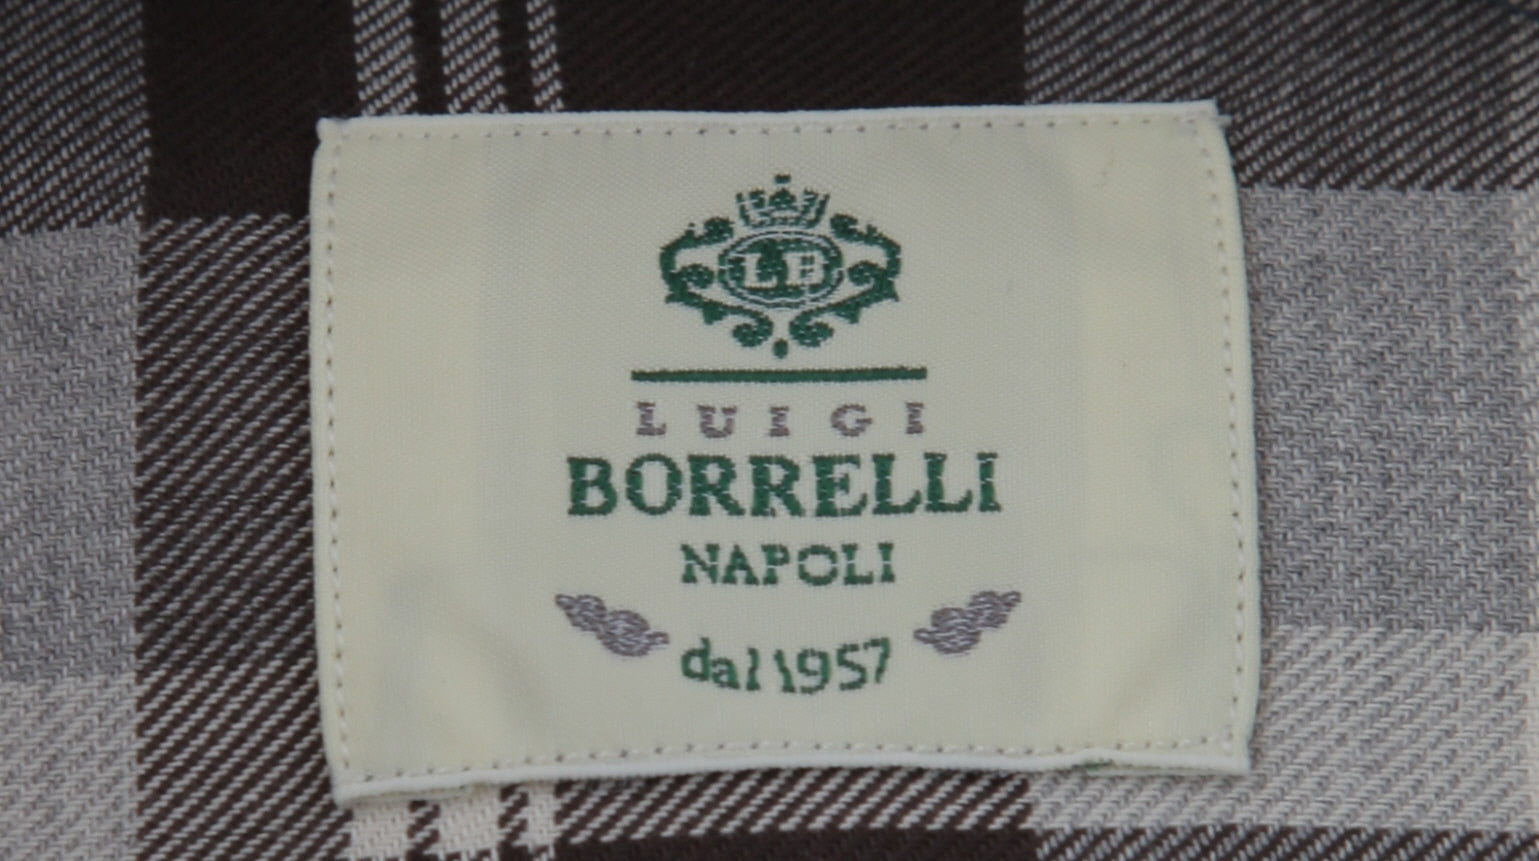 LB
LUIGI
BORRELLI
NAPOLI
dal 1957